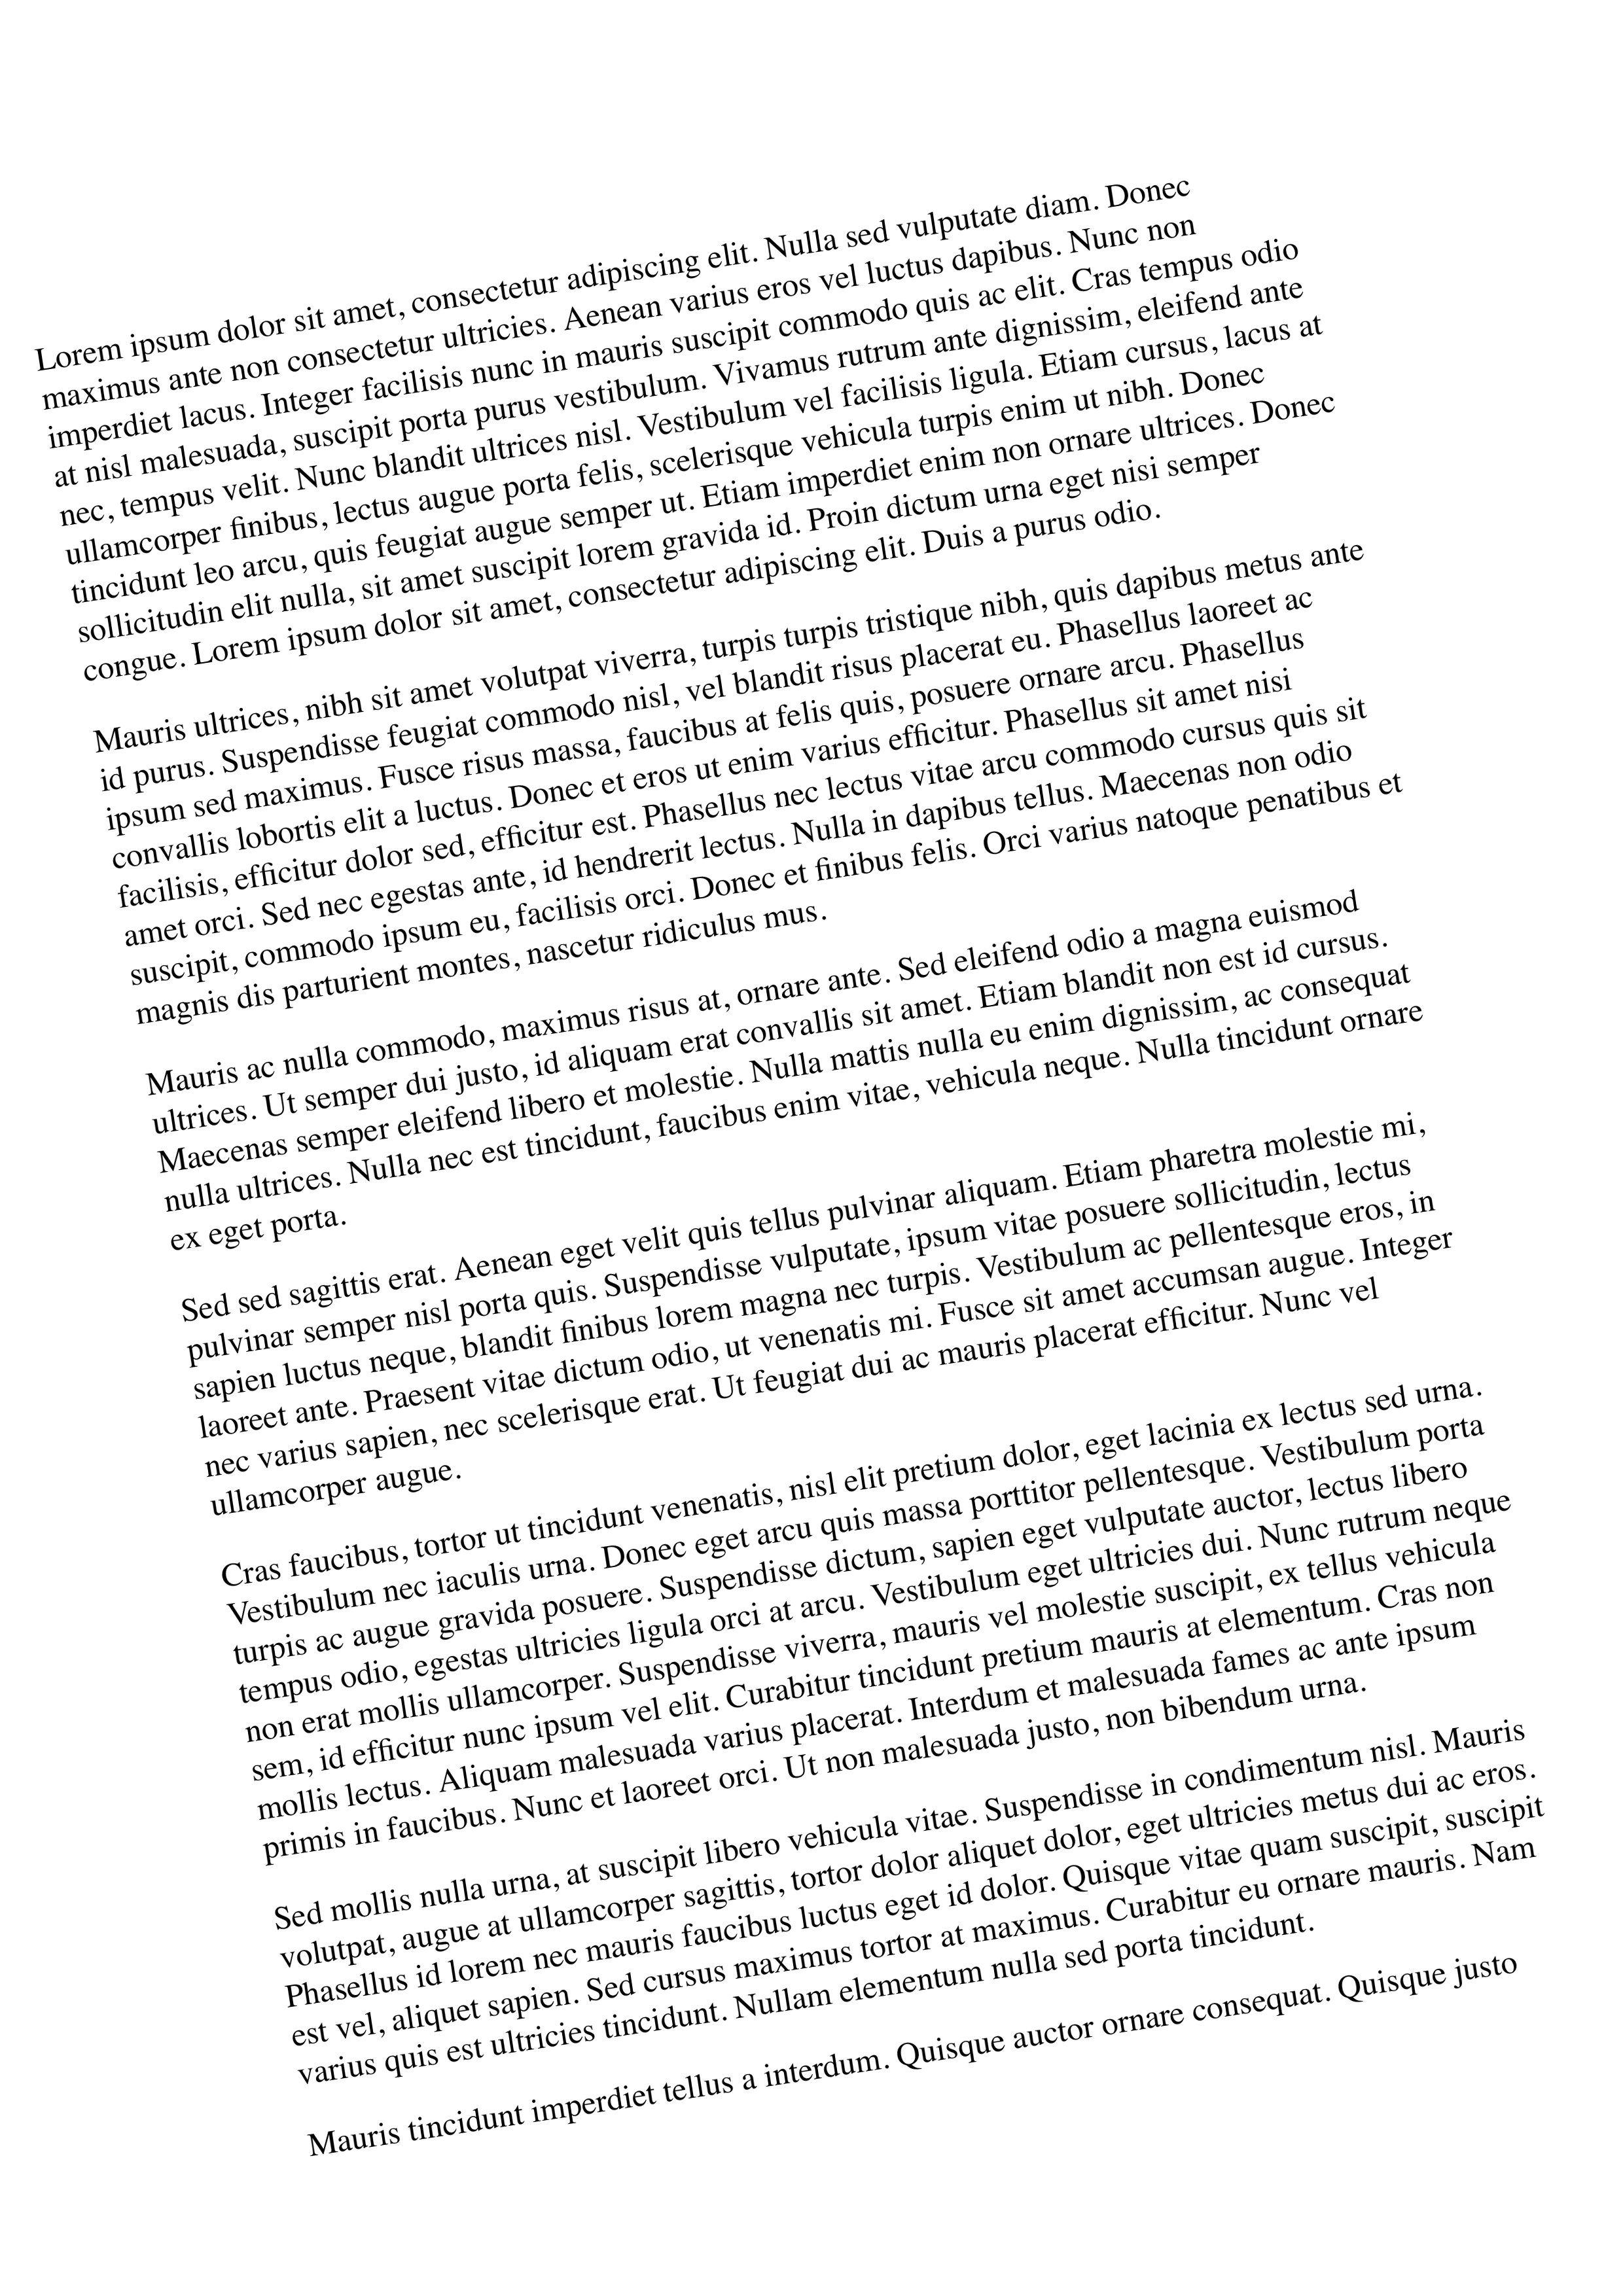 Lorem ipsum dolor sit amet, consectetur adipiscing elit. Nulla sed vulputate diam. Donec
maximus ante non consectetur ultricies. Aenean varius eros vel luctus dapibus. Nunc non
imperdiet lacus. Integer facilisis nunc in mauris suscipit commodo quis ac elit. Cras tempus odio
at nisl malesuada, suscipit porta purus vestibulum. Vivamus rutrum ante dignissim, eleifend ante
nec, tempus velit. Nunc blandit ultrices nisl. Vestibulum vel facilisis ligula. Etiam cursus, lacus at
ullamcorper finibus, lectus augue porta felis, scelerisque vehicula turpis enim ut nibh. Donec
tincidunt leo arcu, quis feugiat augue semper ut. Etiam imperdiet enim non ornare ultrices. Donec
sollicitudin elit nulla, sit amet suscipit lorem gravida id. Proin dictum urna eget nisi semper
congue. Lorem ipsum dolor sit amet, consectetur adipiscing elit. Duis a purus odio.
Mauris ultrices, nibh sit amet volutpat viverra, turpis turpis tristique nibh, quis dapibus metus ante
id purus. Suspendisse feugiat commodo nisl, vel blandit risus placerat eu. Phasellus laoreet ac
ipsum sed maximus. Fusce risus massa, faucibus at felis quis, posuere ornare arcu. Phasellus
convallis lobortis elit a luctus. Donec et eros ut enim varius efficitur. Phasellus sit amet nisi
facilisis, efficitur dolor sed, efficitur est. Phasellus nec lectus vitae arcu commodo cursus quis sit
amet orci. Sed nec egestas ante, id hendrerit lectus. Nulla in dapibus tellus. Maecenas non odio
suscipit, commodo ipsum eu, facilisis orci. Donec et finibus felis. Orci varius natoque penatibus et
magnis dis parturient montes, nascetur ridiculus mus.
Mauris ac nulla commodo, maximus risus at, ornare ante. Sed eleifend odio a magna euismod
ultrices. Ut semper dui justo, id aliquam erat convallis sit amet. Etiam blandit non est id cursus.
Maecenas semper eleifend libero et molestie. Nulla mattis nulla eu enim dignissim, ac consequat
nulla ultrices. Nulla nec est tincidunt, faucibus enim vitae, vehicula neque. Nulla tincidunt ornare
ex eget porta.
Sed sed sagittis erat. Aenean eget velit quis tellus pulvinar aliquam. Etiam pharetra molestie mi,
pulvinar semper nisl porta quis. Suspendisse vulputate, ipsum vitae posuere sollicitudin, lectus
sapien luctus neque, blandit finibus lorem magna nec turpis. Vestibulum ac pellentesque eros, in
laoreet ante. Praesent vitae dictum odio, ut venenatis mi. Fusce sit amet accumsan augue. Integer
nec varius sapien, nec scelerisque erat. Ut feugiat dui ac mauris placerat efficitur. Nunc vel
ullamcorper augue.
Cras faucibus, tortor ut tincidunt venenatis, nisl elit pretium dolor, eget lacinia ex lectus sed urna.
Vestibulum nec iaculis urna. Donec eget arcu quis massa porttitor pellentesque. Vestibulum porta
turpis ac augue gravida posuere. Suspendisse dictum, sapien eget vulputate auctor, lectus libero
tempus odio, egestas ultricies ligula orci at arcu. Vestibulum eget ultricies dui. Nunc rutrum neque
non erat mollis ullamcorper. Suspendisse viverra, mauris vel molestie suscipit, ex tellus vehicula
sem, id efficitur nunc ipsum vel elit. Curabitur tincidunt pretium mauris at elementum. Cras non
mollis lectus. Aliquam malesuada varius placerat. Interdum et malesuada fames ac ante ipsum
primis in faucibus. Nunc et laoreet orci. Ut non malesuada justo, non bibendum urna.
Sed mollis nulla urna, at suscipit libero vehicula vitae. Suspendisse in condimentum nisl. Mauris
volutpat, augue at ullamcorper sagittis, tortor dolor aliquet dolor, eget ultricies metus dui ac eros.
Phasellus id lorem nec mauris faucibus luctus eget id dolor. Quisque vitae quam suscipit, suscipit
est vel, aliquet sapien. Sed cursus maximus tortor at maximus. Curabitur eu ornare mauris. Nam
varius quis est ultricies tincidunt. Nullam elementum nulla sed porta tincidunt.
Mauris tincidunt imperdiet tellus a interdum. Quisque auctor ornare consequat. Quisque justo